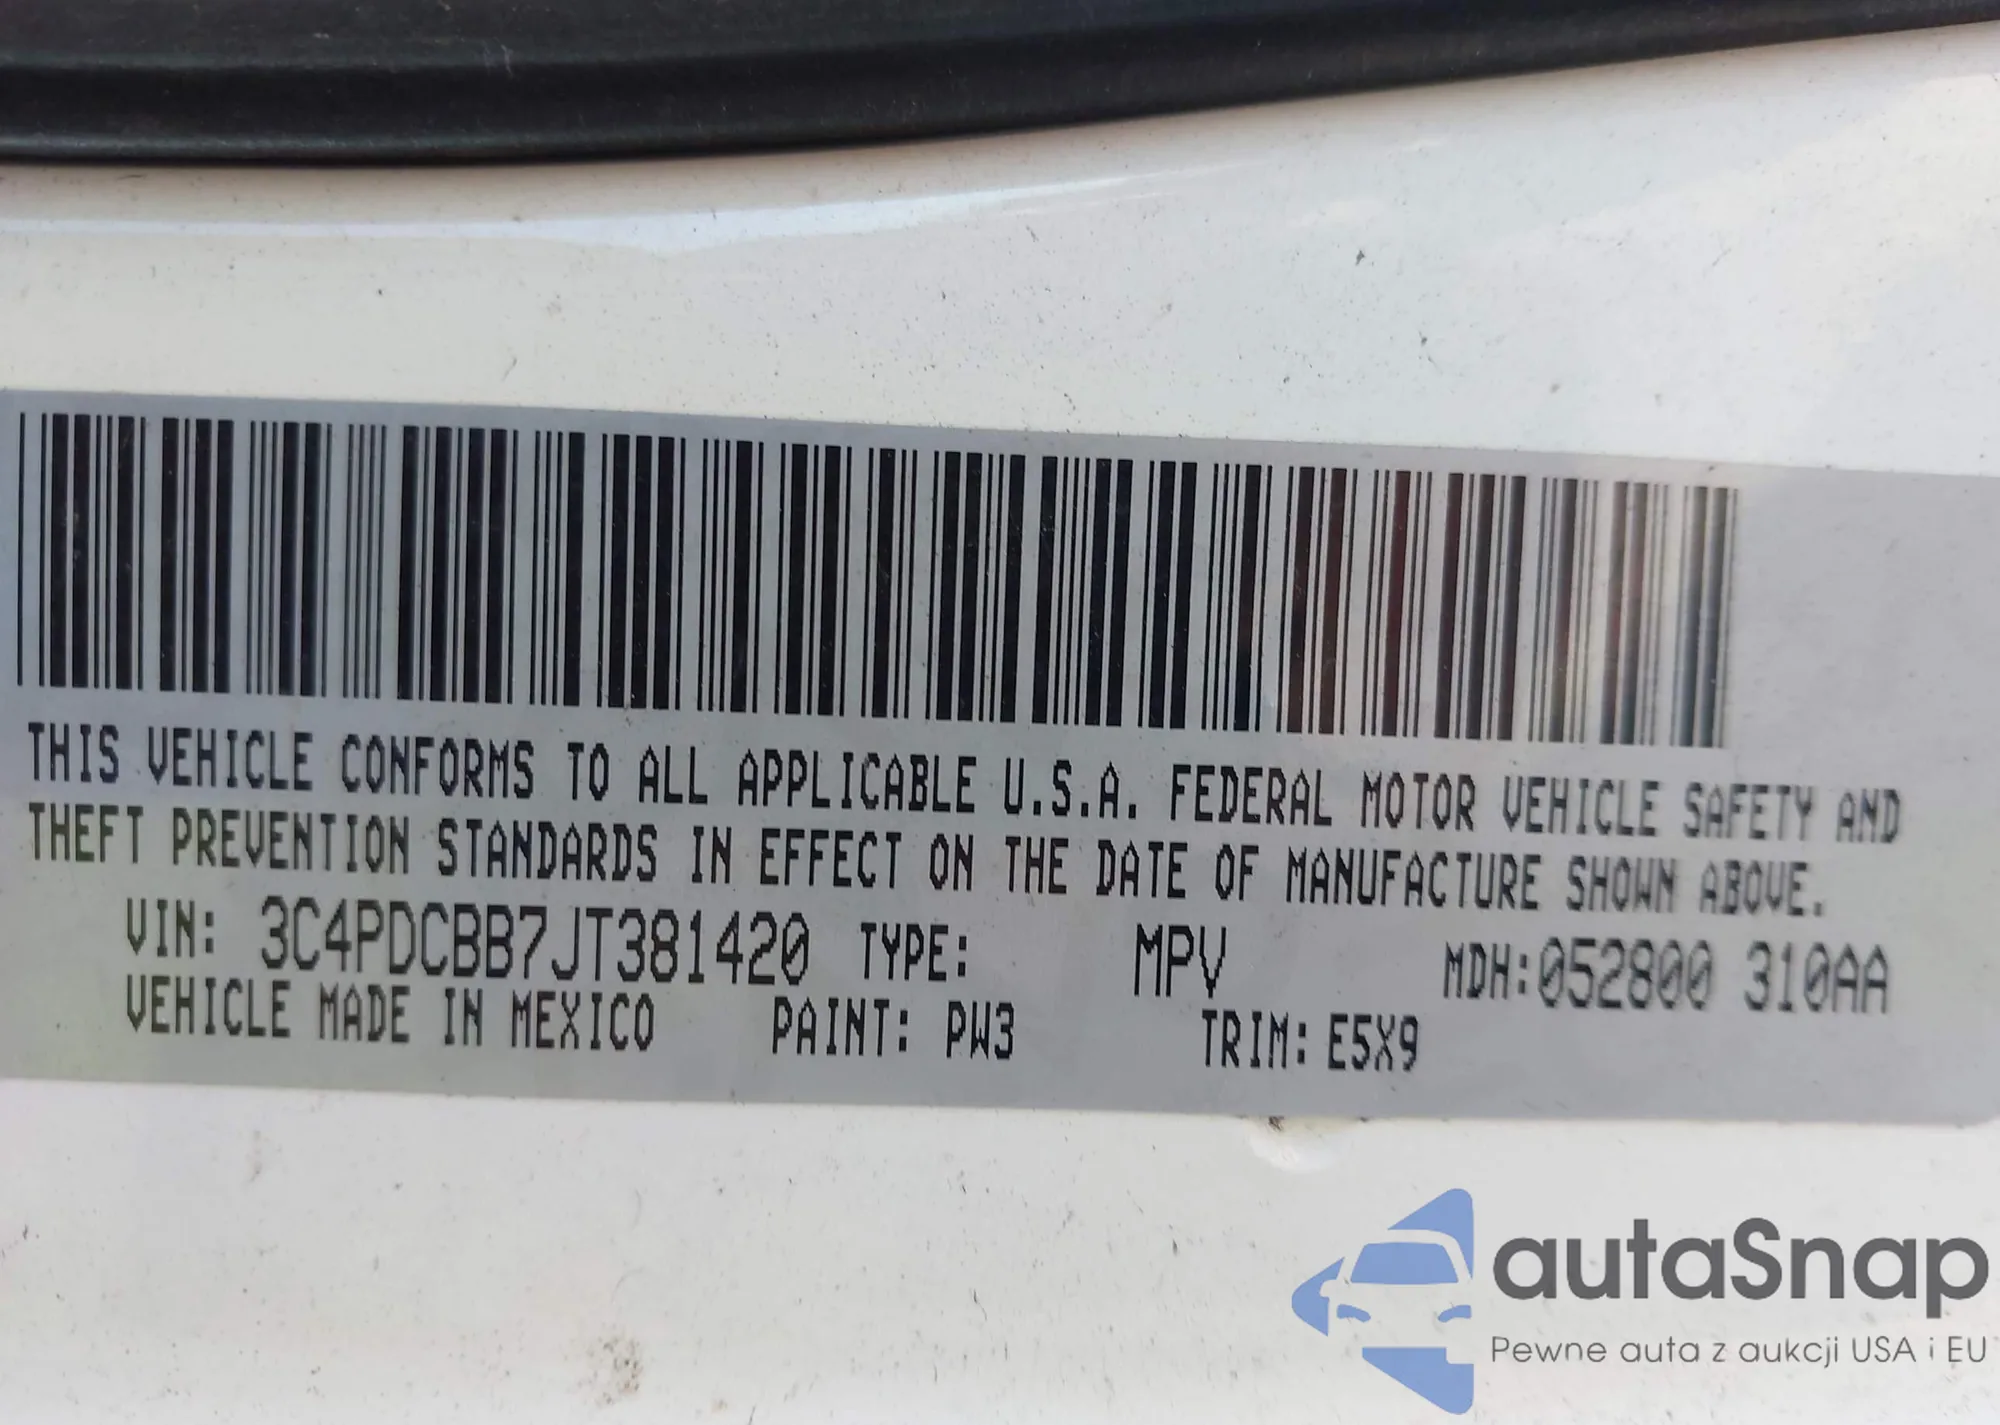 THIS VEHICLE CONFORMS TO ALL APPLICABLE U.S.A. FEDERAL MOTOR VEHICLE SAFETY AND
THEFT PREVENTION STANDARDS IN EFFECT ON THE DATE OF MANUFACTURE SHOWN ABOVE.
VIN: 3C4PDCBB7JT381420 TYPE: MPV MDH:052800 310AA
VEHICLE MADE IN MEXICO PAINT: PW3 TRIM: E5X9
autaSnap
Pewne auta z aukcji USA i EU